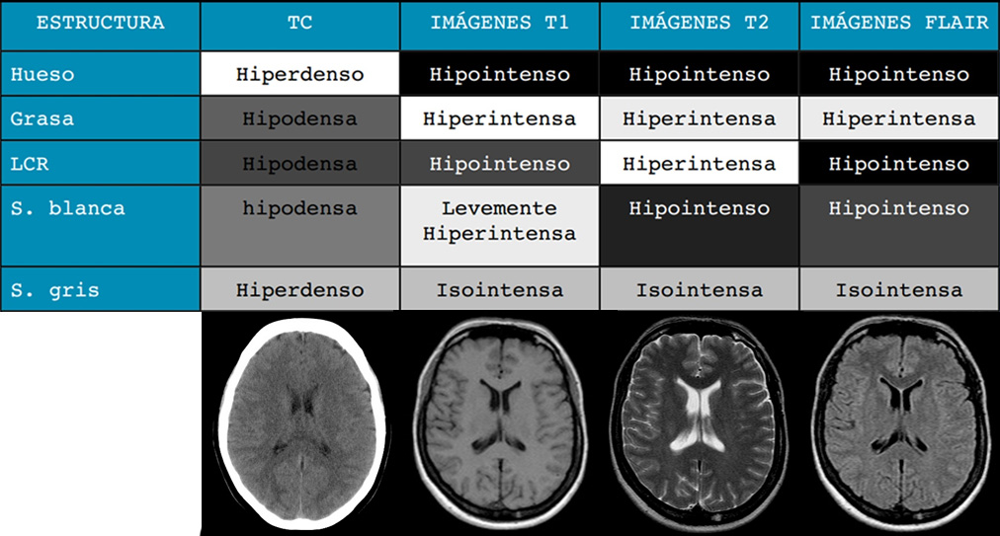 ESTRUCTURA TC IMÁGENES T1 IMÁGENES T2 IMÁGENES FLAIR
Hueso Hiperdenso Hipointenso Hipointenso Hipointenso
Grasa Hipodensa Hiperintensa Hiperintensa Hiperintensa
LCR Hipodensa Hipointenso Hiperintensa Hipointenso
S. blanca hipodensa Levemente Hipointenso Hipointenso
Hiperintensa
S. gris Hiperdenso Isointensa Isointensa Isointensa